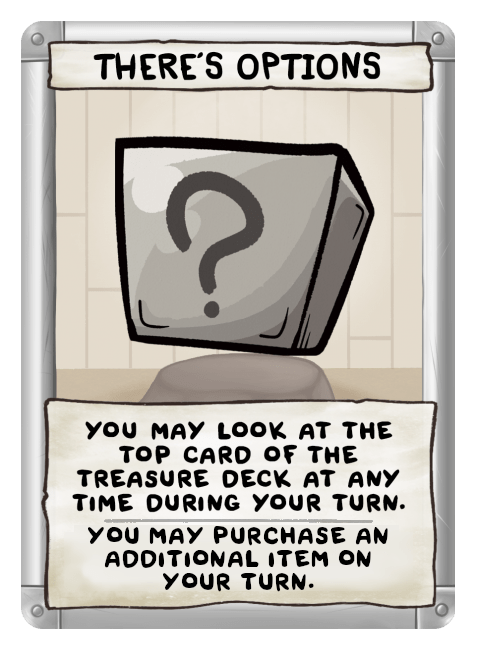 THERE'S OPTIONS
?
YOU MAY LOOK AT THE
TOP CARD OF THE
TREASURE DECK AT ANY
TIME DURING YOUR TURN.
YOU MAY PURCHASE AN
ADDITIONAL ITEM ON
YOUR TURN.